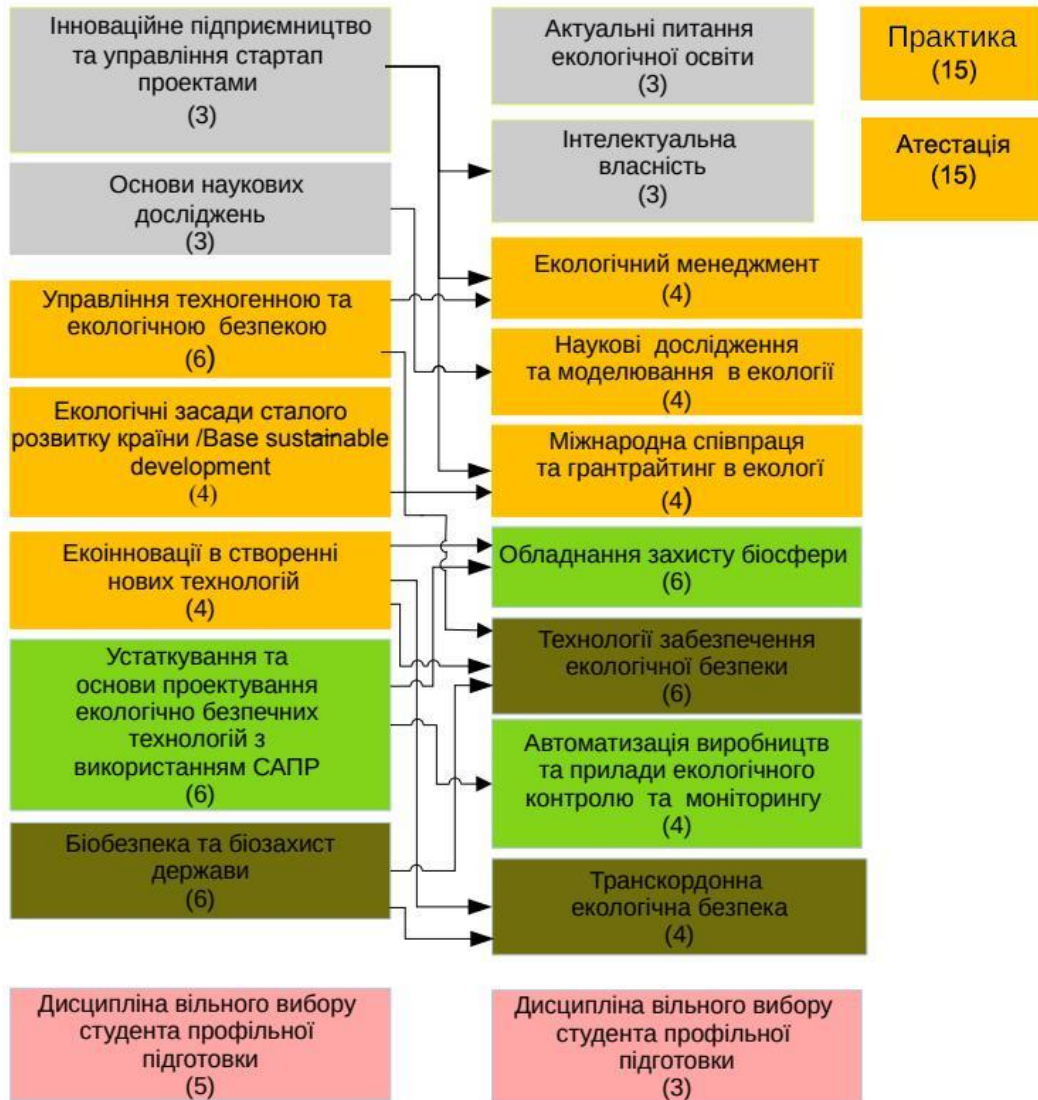 Інноваційне підприємництво
та управління стартап
проектами
(3)
Основи наукових
досліджень
(3)
Управління техногенною та
екологічною безпекою
(6)
Екологічні засади сталого
розвитку країни /Base sustainable
development
(4)
Екоінновації в створенні
нових технологій
(4)
Устаткування та
основи проектування
екологічно безпечних
технологій з
використанням САПР
(6)
Біобезпека та біозахист
держави
(6)
Дисципліна вільного вибору
студента профільної
підготовки
(5)
Актуальні питання
екологічної освіти
(3)
Інтелектуальна
власність
(3)
Екологічний менеджмент
(4)
Наукові дослідження
та моделювання в екології
(4)
Міжнародна співпраця
та грантрайтинг в екології
(4)
Обладнання захисту біосфери
(6)
Технології забезпечення
екологічної безпеки
(6)
Автоматизація виробництв
та прилади екологічного
контролю та моніторингу
(4)
Транскордонна
екологічна безпека
(4)
Дисципліна вільного вибору
студента профільної
підготовки
(3)
Практика
(15)
Атестація
(15)